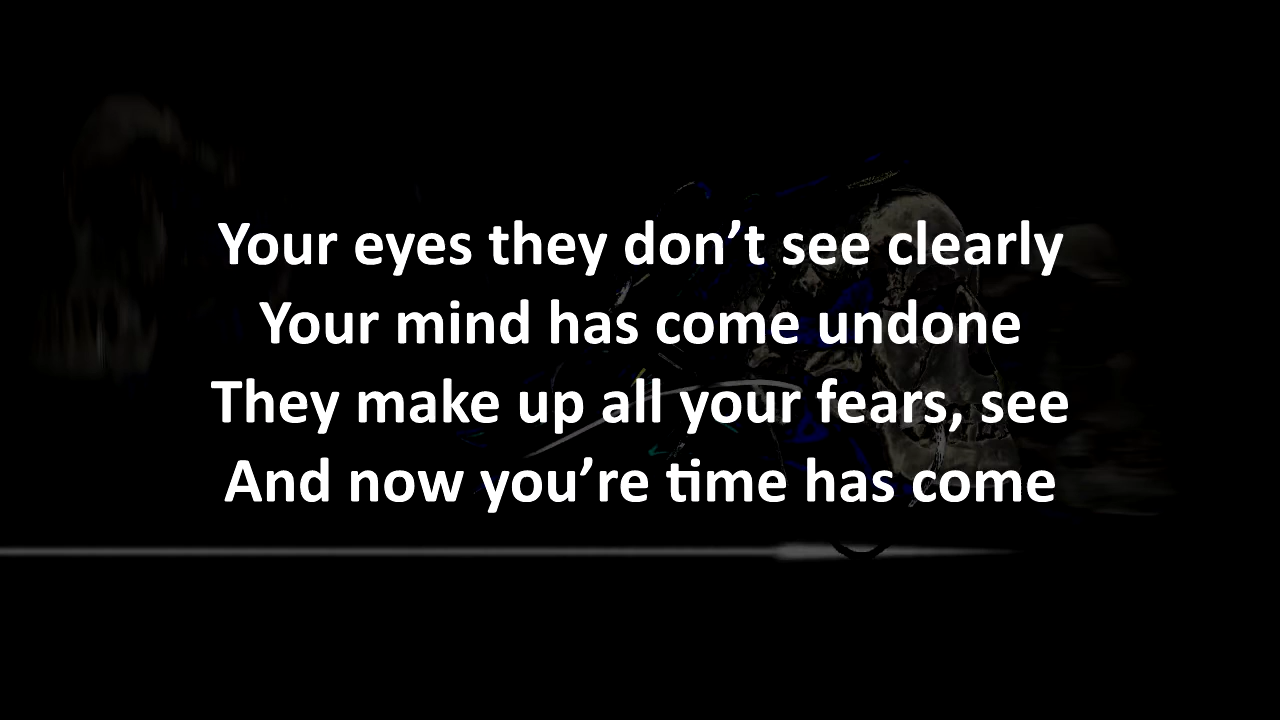 Your eyes they don’t see clearly
Your mind has come undone
They make up all your fears, see
And now you’re time has come